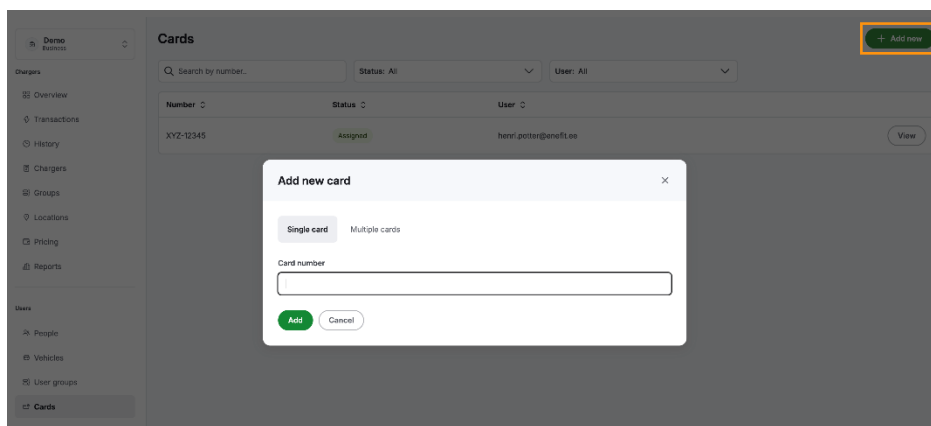 Demo
Business
Chargers
Overview
Transactions
History
Chargers
Groups
Locations
Pricing
Reports
Users
People
Vehicles
User groups
Cards
Cards
+ Add new
Search by number..
Status: All
User: All
Number
Status
User
XYZ-12345
Assigned
henri.potter@enefit.ee
View
Add new card
Single card
Multiple cards
Card number
Add
Cancel